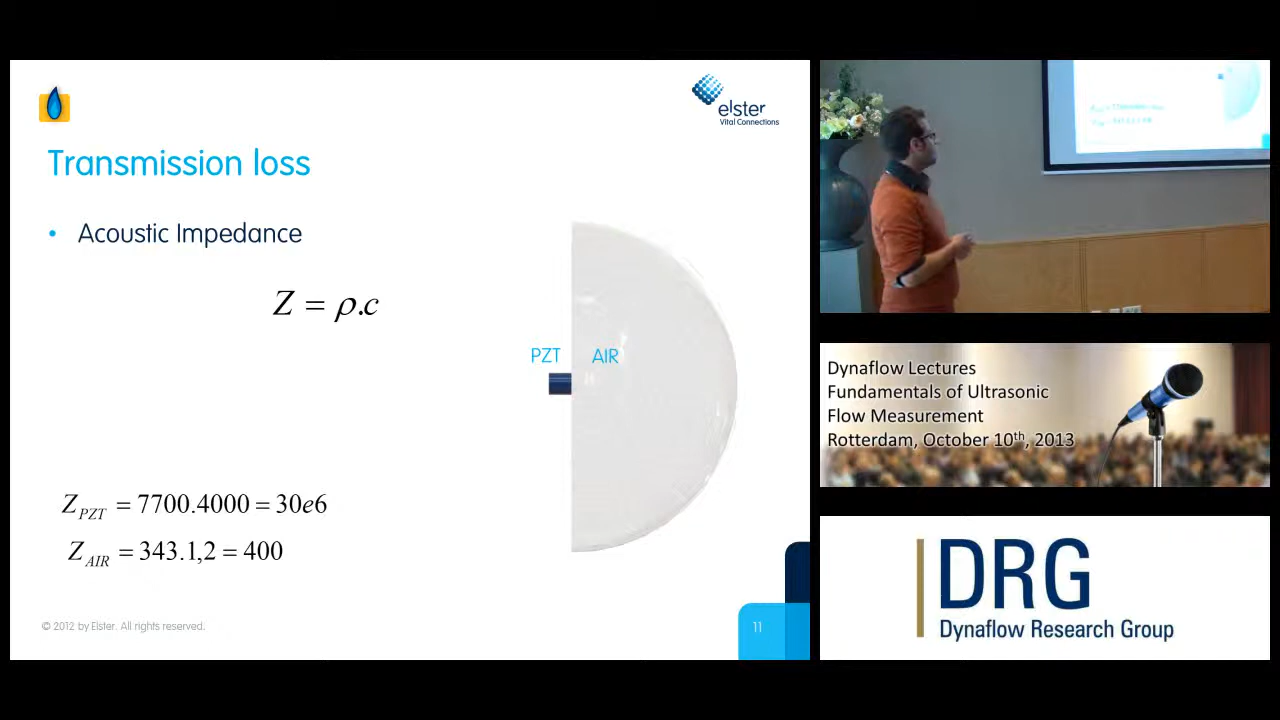 elster
Vital Connections
Transmission loss
• Acoustic Impedance
Z = ρ.c
PZT AIR
Z_PZT = 7700.4000 = 30e6
Z_AIR = 343.1,2 = 400
© 2012 by Elster. All rights reserved.
11
Dynaflow Lectures
Fundamentals of Ultrasonic
Flow Measurement
Rotterdam, October 10th, 2013
DRG
Dynaflow Research Group